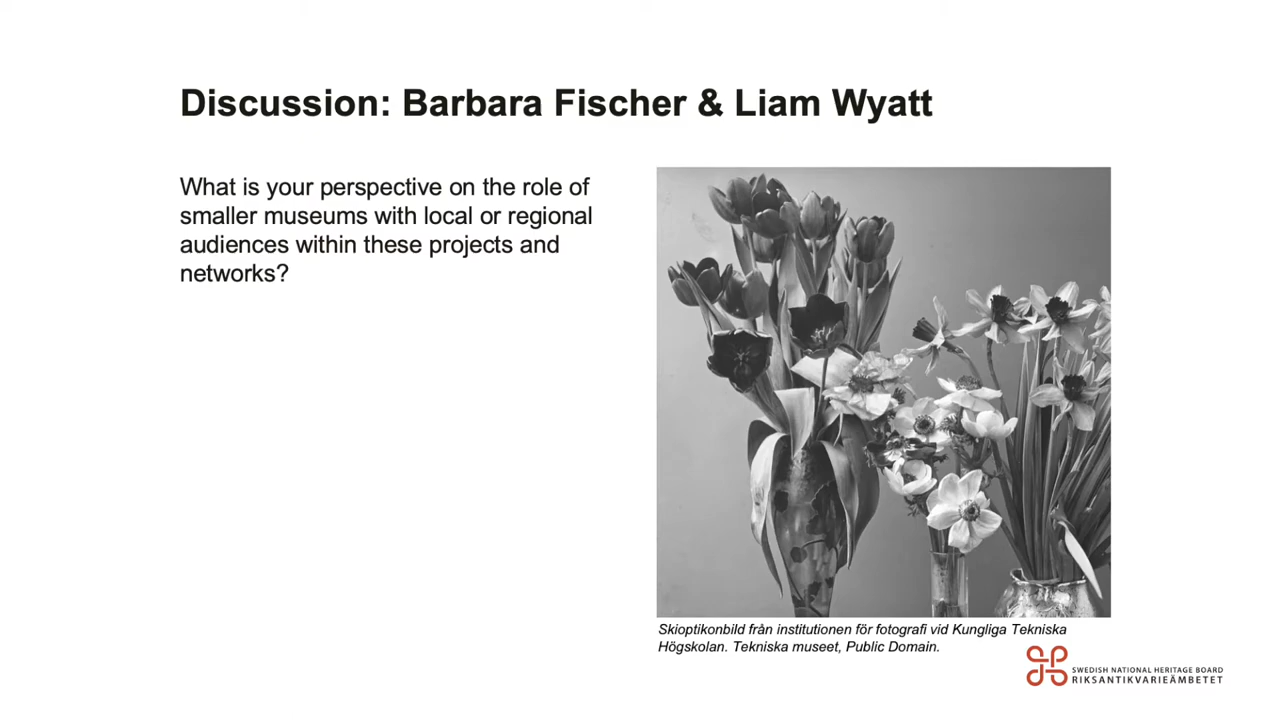 Discussion: Barbara Fischer & Liam Wyatt
What is your perspective on the role of
smaller museums with local or regional
audiences within these projects and
networks?
Skioptikonbild från institutionen för fotografi vid Kungliga Tekniska
Högskolan. Tekniska museet, Public Domain.
SWEDISH NATIONAL HERITAGE BOARD
RIKSANTIKVARIEÄMBETET